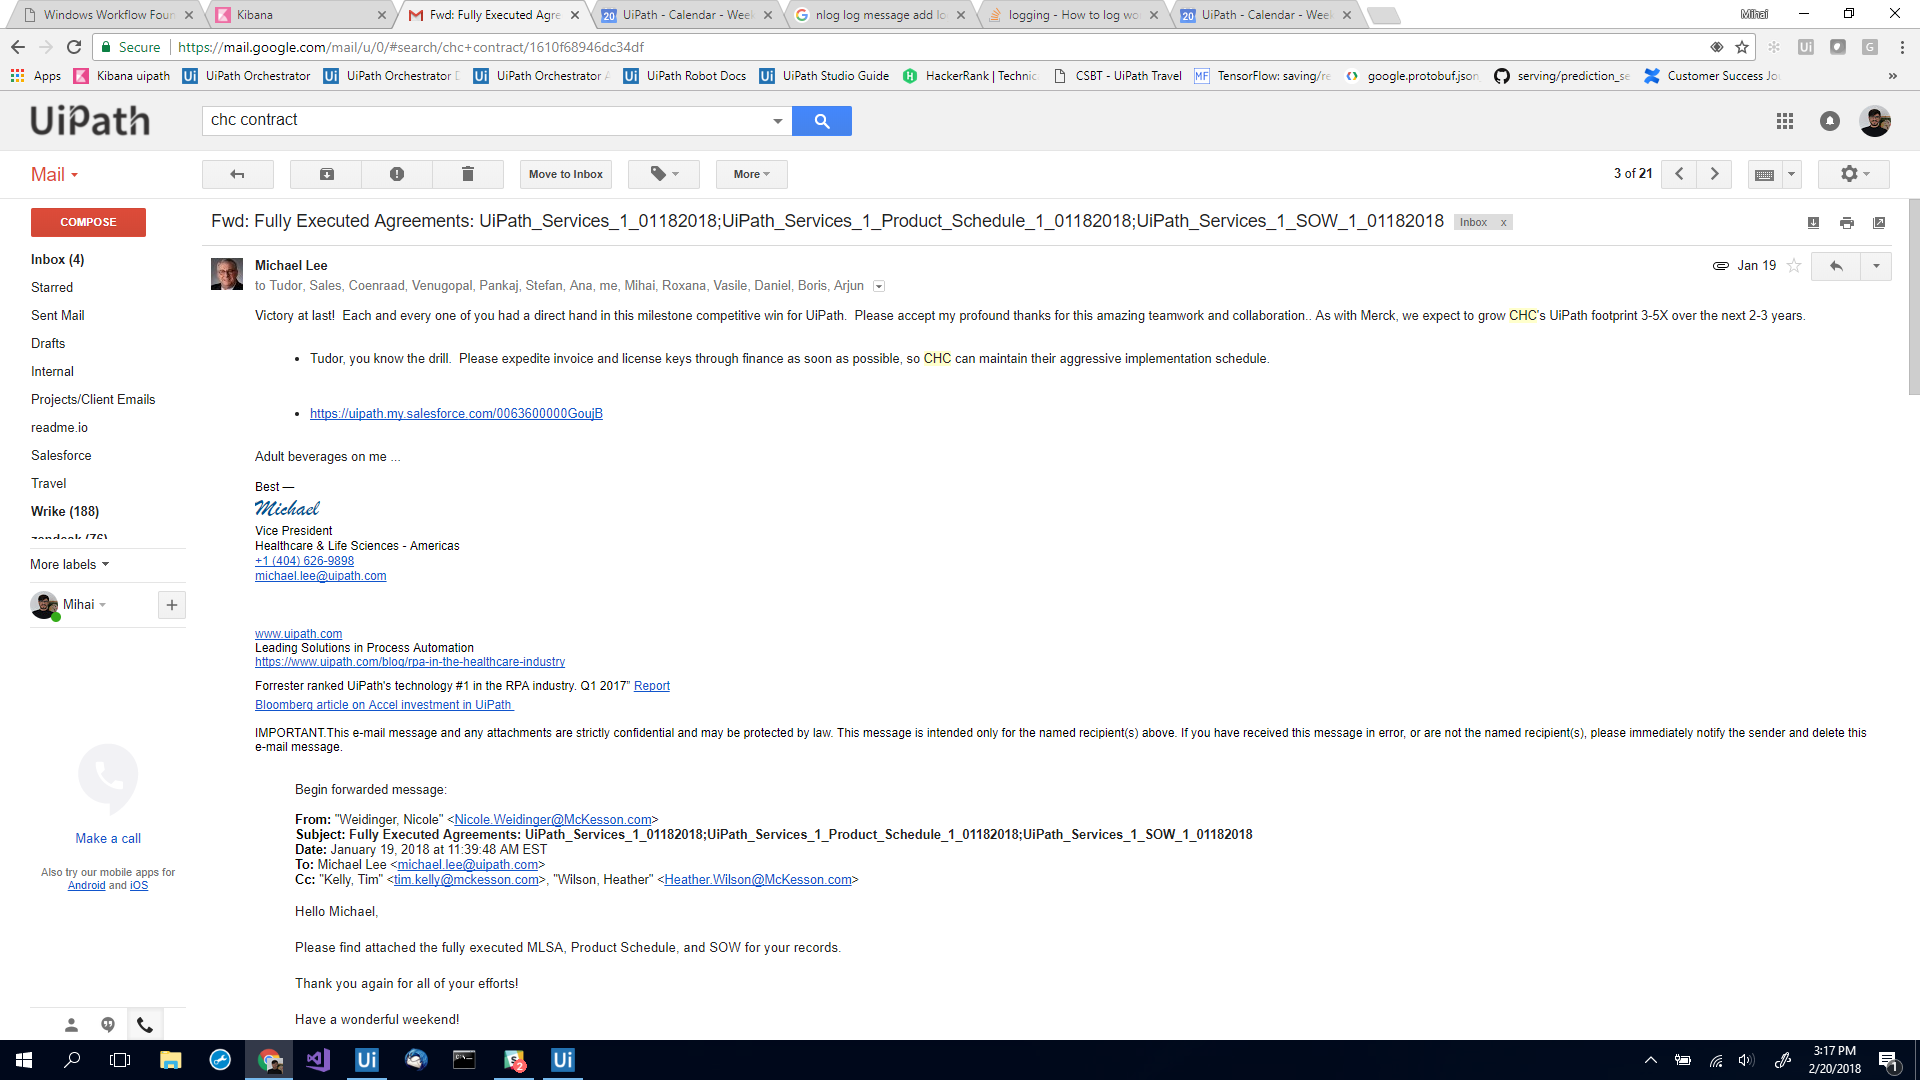 Windows Workflow Foun
Kibana
Fwd: Fully Executed Agre
UiPath - Calendar - Week
nlog log message add lo
logging - How to log wo
UiPath - Calendar - Week
Mihai
Secure
https://mail.google.com/mail/u/0/#search/chc+contract/1610f68946dc34df
Apps
Kibana uipath
UiPath Orchestrator
UiPath Orchestrator D
UiPath Orchestrator A
UiPath Robot Docs
UiPath Studio Guide
HackerRank | Technic
CSBT - UiPath Travel
TensorFlow: saving/re
google.protobuf.json
serving/prediction_se
Customer Success Jou
UiPath
chc contract
Mail
Move to Inbox
More
3 of 21
COMPOSE
Fwd: Fully Executed Agreements: UiPath_Services_1_01182018;UiPath_Services_1_Product_Schedule_1_01182018;UiPath_Services_1_SOW_1_01182018
Inbox x
Inbox (4)
Starred
Sent Mail
Drafts
Internal
Projects/Client Emails
readme.io
Salesforce
Travel
Wrike (188)
zendesk (76)
More labels
Mihai
Make a call
Also try our mobile apps for
Android and iOS
Michael Lee
Jan 19
to Tudor, Sales, Coenraad, Venugopal, Pankaj, Stefan, Ana, me, Mihai, Roxana, Vasile, Daniel, Boris, Arjun
Victory at last! Each and every one of you had a direct hand in this milestone competitive win for UiPath. Please accept my profound thanks for this amazing teamwork and collaboration.. As with Merck, we expect to grow CHC's UiPath footprint 3-5X over the next 2-3 years.
• Tudor, you know the drill. Please expedite invoice and license keys through finance as soon as possible, so CHC can maintain their aggressive implementation schedule.
• https://uipath.my.salesforce.com/0063600000GoujB
Adult beverages on me ...
Best —
Michael
Vice President
Healthcare & Life Sciences - Americas
+1 (404) 626-9898
michael.lee@uipath.com
www.uipath.com
Leading Solutions in Process Automation
https://www.uipath.com/blog/rpa-in-the-healthcare-industry
Forrester ranked UiPath's technology #1 in the RPA industry. Q1 2017” Report
Bloomberg article on Accel investment in UiPath
IMPORTANT.This e-mail message and any attachments are strictly confidential and may be protected by law. This message is intended only for the named recipient(s) above. If you have received this message in error, or are not the named recipient(s), please immediately notify the sender and delete this
e-mail message.
Begin forwarded message:
From: "Weidinger, Nicole" <Nicole.Weidinger@McKesson.com>
Subject: Fully Executed Agreements: UiPath_Services_1_01182018;UiPath_Services_1_Product_Schedule_1_01182018;UiPath_Services_1_SOW_1_01182018
Date: January 19, 2018 at 11:39:48 AM EST
To: Michael Lee <michael.lee@uipath.com>
Cc: "Kelly, Tim" <tim.kelly@mckesson.com>, "Wilson, Heather" <Heather.Wilson@McKesson.com>
Hello Michael,
Please find attached the fully executed MLSA, Product Schedule, and SOW for your records.
Thank you again for all of your efforts!
Have a wonderful weekend!
3:17 PM
2/20/2018